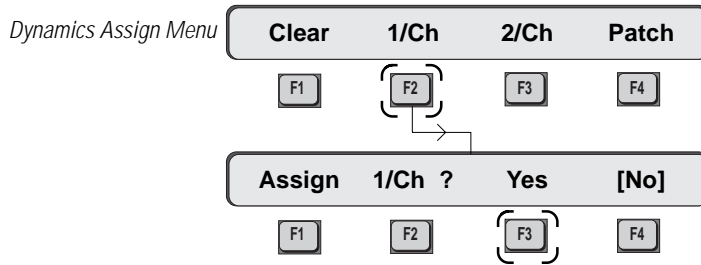 Dynamics Assign Menu Clear 1/Ch 2/Ch Patch
F1 F2 F3 F4
Assign 1/Ch ? Yes [No]
F1 F2 F3 F4